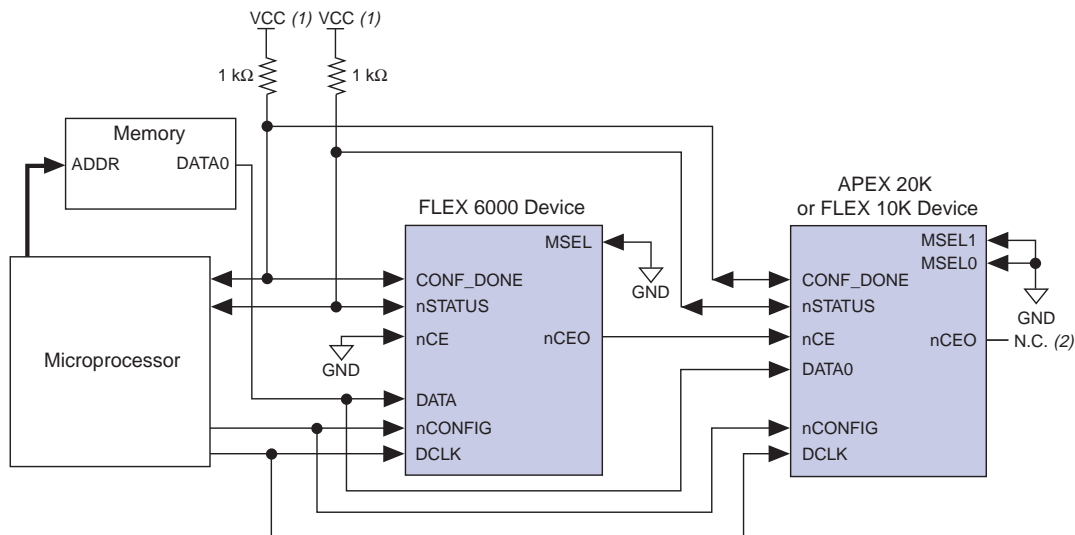 VCC (1) VCC (1)
1 kΩ 1 kΩ
Memory
ADDR DATA0
FLEX 6000 Device
MSEL
GND
CONF_DONE
nSTATUS
nCE
nCEO
GND
DATA
nCONFIG
DCLK
Microprocessor
APEX 20K
or FLEX 10K Device
MSEL1
MSEL0
GND
CONF_DONE
nSTATUS
nCE
nCEO
N.C. (2)
DATA0
nCONFIG
DCLK